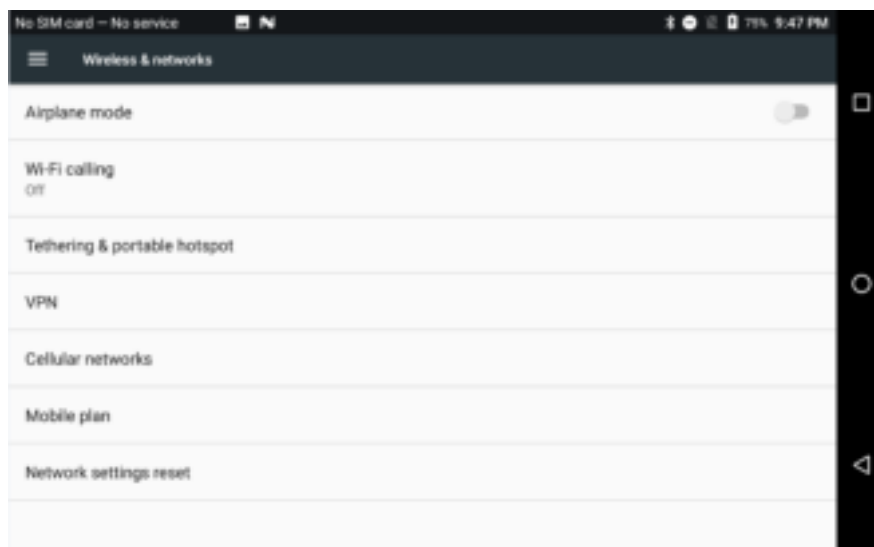 No SIM card — No service 75% 9:47 PM
Wireless & networks
Airplane mode
Wi-Fi calling
Off
Tethering & portable hotspot
VPN
Cellular networks
Mobile plan
Network settings reset